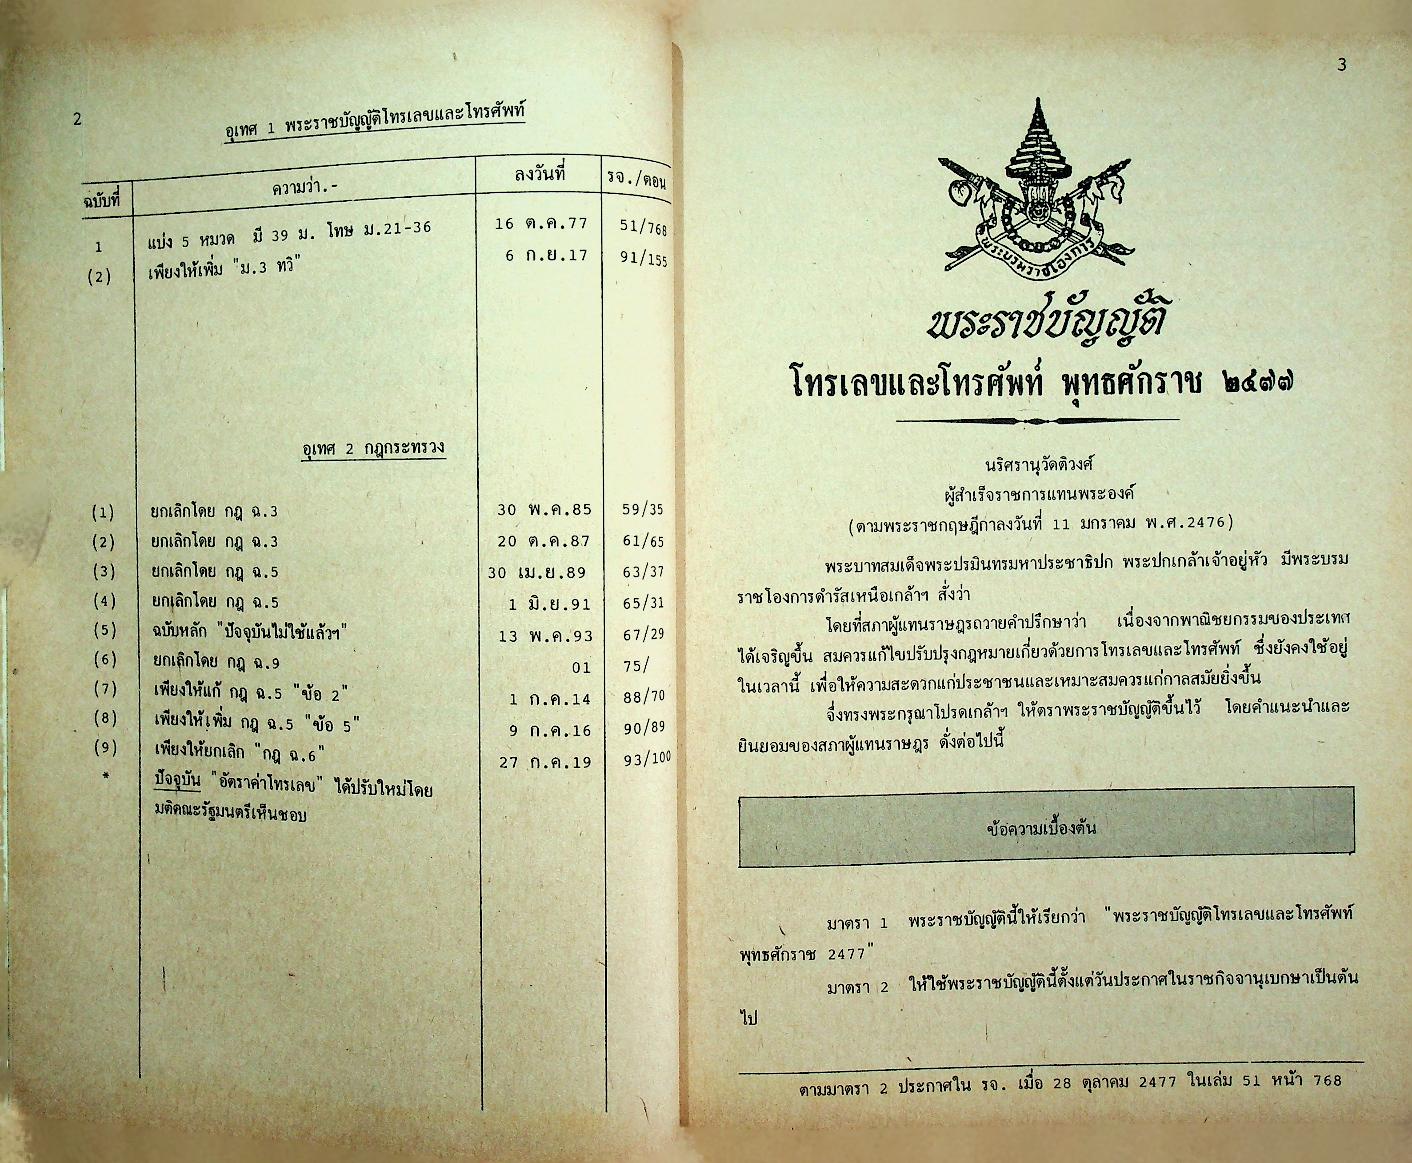 2
อุเทศ 1 พระราชบัญญัติโทรเลขและโทรศัพท์
ฉบับที่ ความว่า.- ลงวันที่ รจ./ตอน
1 แบ่ง 5 หมวด มี 39 ม. โทษ ม.21-36 16 ต.ค.77 51/768
(2) เพียงให้เพิ่ม "ม.3 ทวิ" 6 ก.ย.17 91/155
อุเทศ 2 กฎกระทรวง
(1) ยกเลิกโดย กฎ ฉ.3 30 พ.ค.85 59/35
(2) ยกเลิกโดย กฎ ฉ.3 20 ต.ค.87 61/65
(3) ยกเลิกโดย กฎ ฉ.5 30 เม.ย.89 63/37
(4) ยกเลิกโดย กฎ ฉ.5 1 มิ.ย.91 65/31
(5) ฉบับหลัก "ปัจจุบันไม่ใช้แล้วฯ" 13 พ.ค.93 67/29
(6) ยกเลิกโดย กฎ ฉ.9 01 75/
(7) เพียงให้แก้ กฎ ฉ.5 "ข้อ 2" 1 ก.ค.14 88/70
(8) เพียงให้เพิ่ม กฎ ฉ.5 "ข้อ 5" 9 ก.ค.16 90/89
(9) เพียงให้ยกเลิก "กฎ ฉ.6" 27 ก.ค.19 93/100
* ปัจจุบัน "อัตราค่าโทรเลข" ได้ปรับใหม่โดย
มติคณะรัฐมนตรีเห็นชอบ
3
พระบรมราชโองการ
พระราชบัญญัติ
โทรเลขและโทรศัพท์ พุทธศักราช ๒๔๗๗
นริศรานุวัดติวงศ์
ผู้สำเร็จราชการแทนพระองค์
(ตามพระราชกฤษฎีกาลงวันที่ 11 มกราคม พ.ศ.2476)
พระบาทสมเด็จพระปรมินทรมหาประชาธิปก พระปกเกล้าเจ้าอยู่หัว มีพระบรม
ราชโองการดำรัสเหนือเกล้าฯ สั่งว่า
โดยที่สภาผู้แทนราษฎรถวายคำปรึกษาว่า เนื่องจากพาณิชยกรรมของประเทศ
ได้เจริญขึ้น สมควรแก้ไขปรับปรุงกฎหมายเกี่ยวด้วยการโทรเลขและโทรศัพท์ ซึ่งยังคงใช้อยู่
ในเวลานี้ เพื่อให้ความสะดวกแก่ประชาชนและเหมาะสมควรแก่กาลสมัยยิ่งขึ้น
จึ่งทรงพระกรุณาโปรดเกล้าฯ ให้ตราพระราชบัญญัติขึ้นไว้ โดยคำแนะนำและ
ยินยอมของสภาผู้แทนราษฎร ดั่งต่อไปนี้
ข้อความเบื้องต้น
มาตรา 1 พระราชบัญญัตินี้ให้เรียกว่า "พระราชบัญญัติโทรเลขและโทรศัพท์
พุทธศักราช 2477"
มาตรา 2 ให้ใช้พระราชบัญญัตินี้ตั้งแต่วันประกาศในราชกิจจานุเบกษาเป็นต้น
ไป
ตามมาตรา 2 ประกาศใน รจ. เมื่อ 28 ตุลาคม 2477 ในเล่ม 51 หน้า 768